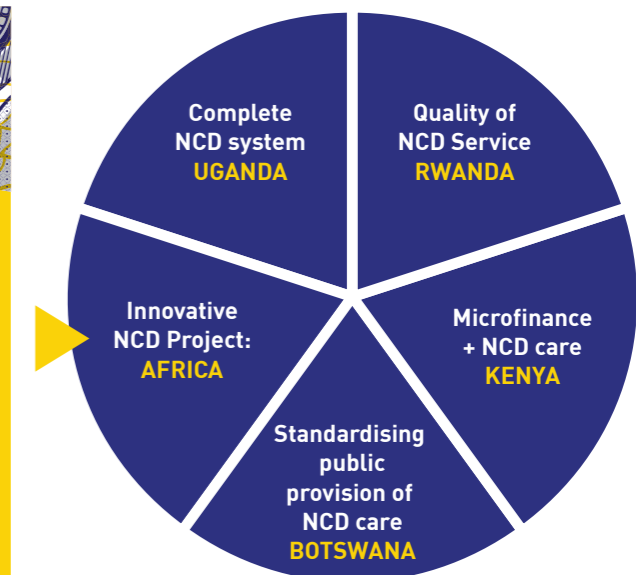 Complete
NCD system
UGANDA
Quality of
NCD Service
RWANDA
Innovative
NCD Project:
AFRICA
Microfinance
+ NCD care
KENYA
Standardising
public
provision of
NCD care
BOTSWANA